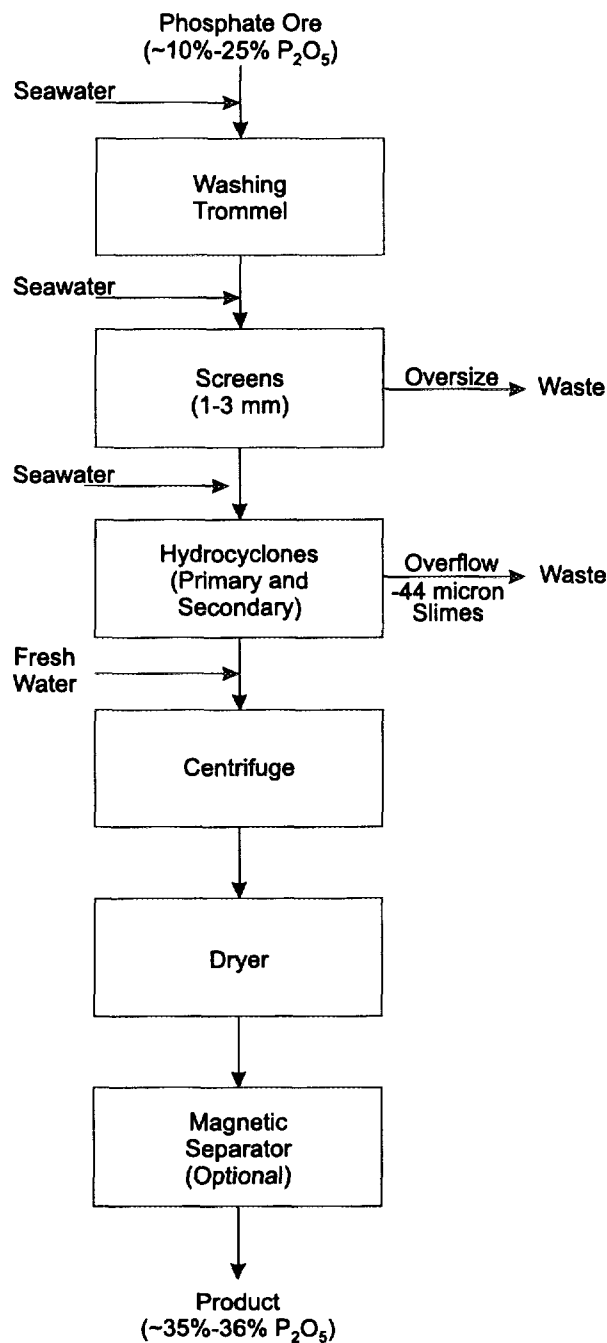 Phosphate Ore
(~10%-25% P₂O₅)
Seawater
Washing
Trommel
Seawater
Screens
(1-3 mm)
Oversize
Waste
Seawater
Hydrocyclones
(Primary and
Secondary)
Overflow
-44 micron
Slimes
Waste
Fresh
Water
Centrifuge
Dryer
Magnetic
Separator
(Optional)
Product
(~35%-36% P₂O₅)